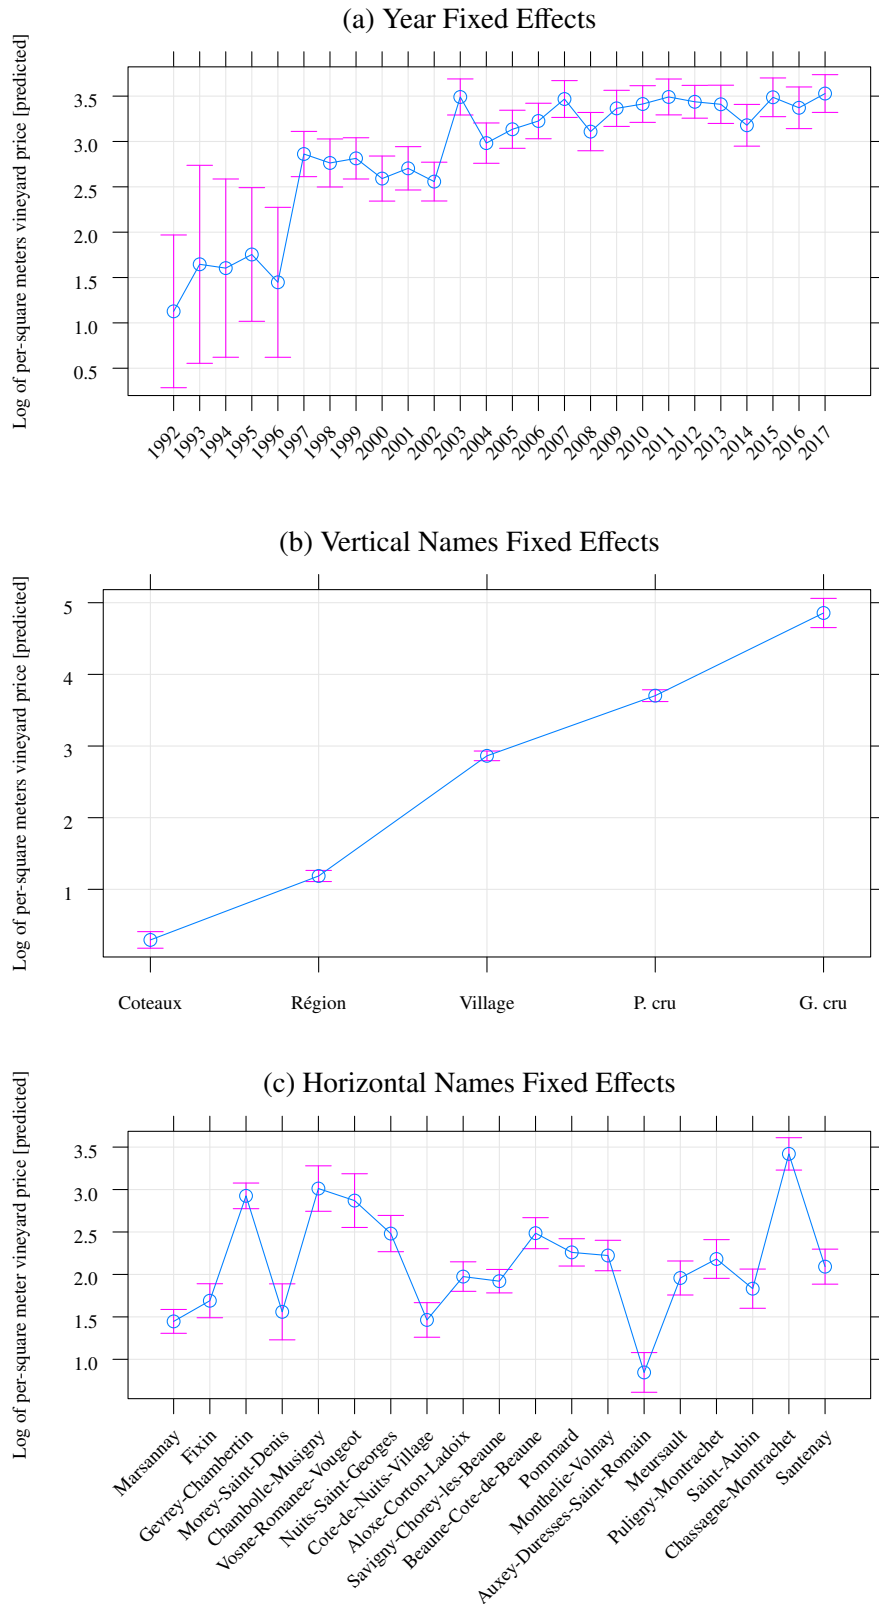 (a) Year Fixed Effects
Log of per-square meters vineyard price [predicted]
3.5
3.0
2.5
2.0
1.5
1.0
0.5
1992
1993
1994
1995
1996
1997
1998
1999
2000
2001
2002
2003
2004
2005
2006
2007
2008
2009
2010
2011
2012
2013
2014
2015
2016
2017
(b) Vertical Names Fixed Effects
Log of per-square meters vineyard price [predicted]
5
4
3
2
1
Coteaux
Région
Village
P. cru
G. cru
(c) Horizontal Names Fixed Effects
Log of per-square meter vineyard price [predicted]
3.5
3.0
2.5
2.0
1.5
1.0
Marsannay
Fixin
Gevrey-Chambertin
Morey-Saint-Denis
Chambolle-Musigny
Vosne-Romanee-Vougeot
Nuits-Saint-Georges
Cote-de-Nuits-Village
Aloxe-Corton-Ladoix
Savigny-Chorey-les-Beaune
Beaune-Cote-de-Beaune
Pommard
Monthelie-Volnay
Auxey-Duresses-Saint-Romain
Meursault
Puligny-Montrachet
Saint-Aubin
Chassagne-Montrachet
Santenay